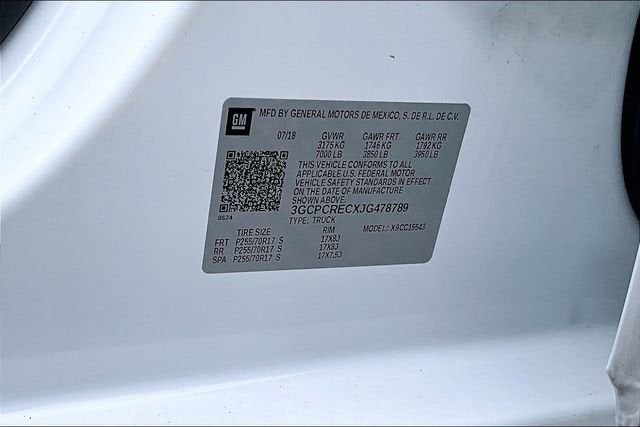 GM
MFD BY GENERAL MOTORS DE MEXICO, S. DE R.L. DE C.V.
07/18 GVWR GAWR FRT GAWR RR
3175 KG 1746 KG 1792 KG
7000 LB 3850 LB 3950 LB
THIS VEHICLE CONFORMS TO ALL
APPLICABLE U.S. FEDERAL MOTOR
VEHICLE SAFETY STANDARDS IN EFFECT
ON THE DATE OF MANUFACTURE
SHOWN ABOVE.
8624
3GCPCRECXJG478789
TYPE: TRUCK
TIRE SIZE RIM MODEL: X9CC15543
FRT P255/70R17 S 17X8J
RR P255/70R17 S 17X8J
SPA P255/70R17 S 17X7.5J